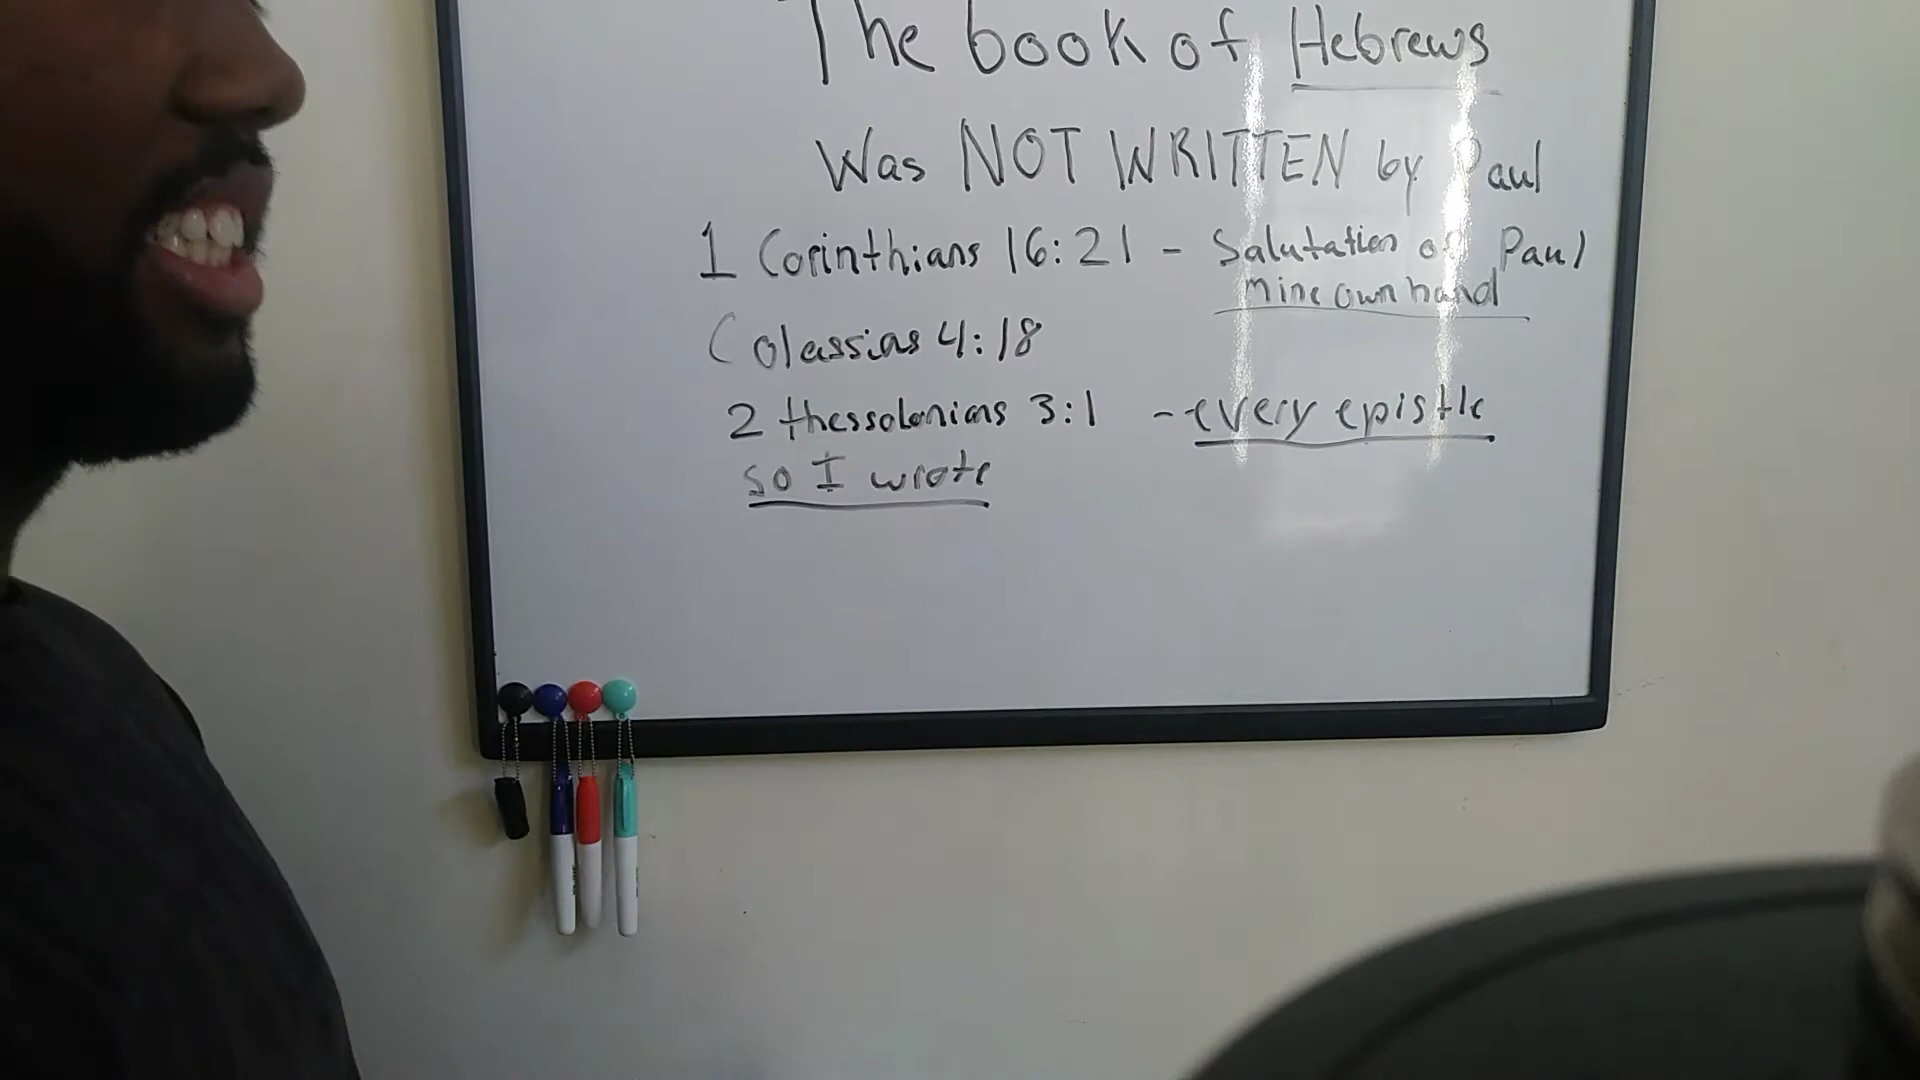 The book of Hebrews
Was NOT WRITTEN by Paul
1 Corinthians 16:21 - Salutation of Paul
mine own hand
Colassias 4:18
2 thessolonians 3:1 - every epistle
so I wrote